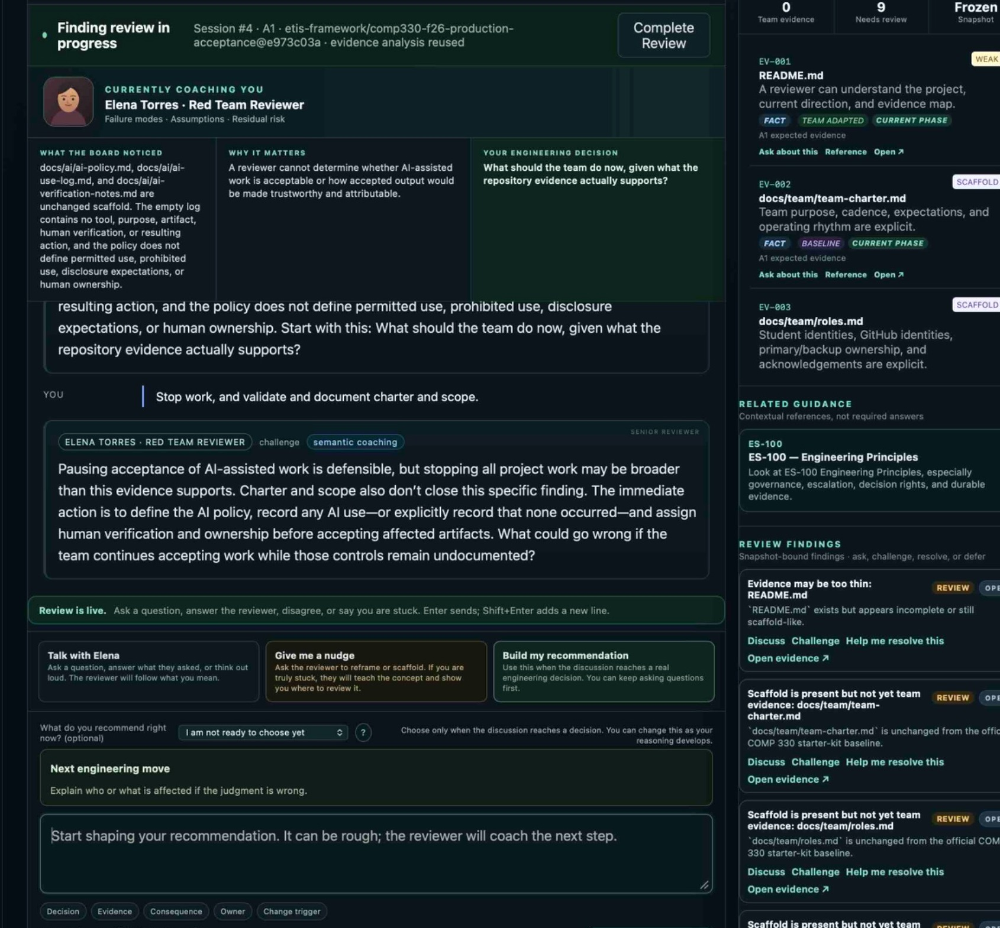 Finding review in
progress
Session #4 · A1 · etis-framework/comp330-f26-production-
acceptance@e973c03a · evidence analysis reused
Complete
Review
CURRENTLY COACHING YOU
Elena Torres · Red Team Reviewer
Failure modes · Assumptions · Residual risk
WHAT THE BOARD NOTICED
docs/ai/ai-policy.md, docs/ai/ai-
use-log.md, and docs/ai/ai-
verification-notes.md are
unchanged scaffold. The empty log
contains no tool, purpose, artifact,
human verification, or resulting
action, and the policy does not
define permitted use, prohibited
use, disclosure expectations, or
human ownership.
WHY IT MATTERS
A reviewer cannot determine whether AI-assisted
work is acceptable or how accepted output would
be made trustworthy and attributable.
YOUR ENGINEERING DECISION
What should the team do now, given what the
repository evidence actually supports?
resulting action, and the policy does not define permitted use, prohibited use, disclosure
expectations, or human ownership. Start with this: What should the team do now, given what the
repository evidence actually supports?
YOU
Stop work, and validate and document charter and scope.
SENIOR REVIEWER
ELENA TORRES · RED TEAM REVIEWER challenge semantic coaching
Pausing acceptance of AI-assisted work is defensible, but stopping all project work may be broader
than this evidence supports. Charter and scope also don't close this specific finding. The immediate
action is to define the AI policy, record any AI use—or explicitly record that none occurred—and assign
human verification and ownership before accepting affected artifacts. What could go wrong if the
team continues accepting work while those controls remain undocumented?
Review is live. Ask a question, answer the reviewer, disagree, or say you are stuck. Enter sends; Shift+Enter adds a new line.
Talk with Elena
Ask a question, answer what they asked, or think out
loud. The reviewer will follow what you mean.
Give me a nudge
Ask the reviewer to reframe or scaffold. If you are
truly stuck, they will teach the concept and show
you where to review it.
Build my recommendation
Use this when the discussion reaches a real
engineering decision. You can keep asking questions
first.
What do you recommend right
now? (optional)
I am not ready to choose yet
?
Choose only when the discussion reaches a decision. You can change this as your
reasoning develops.
Next engineering move
Explain who or what is affected if the judgment is wrong.
Start shaping your recommendation. It can be rough; the reviewer will coach the next step.
Decision Evidence Consequence Owner Change trigger
0
Team evidence
9
Needs review
Frozen
Snapshot
EV-001
WEAK
README.md
A reviewer can understand the project,
current direction, and evidence map.
FACT TEAM ADAPTED CURRENT PHASE
A1 expected evidence
Ask about this Reference Open ↗
EV-002
SCAFFOLD
docs/team/team-charter.md
Team purpose, cadence, expectations, and
operating rhythm are explicit.
FACT BASELINE CURRENT PHASE
A1 expected evidence
Ask about this Reference Open ↗
EV-003
SCAFFOLD
docs/team/roles.md
Student identities, GitHub identities,
primary/backup ownership, and
acknowledgements are explicit.
RELATED GUIDANCE
Contextual references, not required answers
ES-100
ES-100 — Engineering Principles
Look at ES-100 Engineering Principles, especially
governance, escalation, decision rights, and durable
evidence.
REVIEW FINDINGS
Snapshot-bound findings · ask, challenge, resolve, or defer
Evidence may be too thin:
README.md
REVIEW OPE
`README.md` exists but appears incomplete or still
scaffold-like.
Discuss Challenge Help me resolve this
Open evidence ↗
Scaffold is present but not yet team
evidence: docs/team/team-
charter.md
REVIEW OPE
`docs/team/team-charter.md` is unchanged from the offic
COMP 330 starter-kit baseline.
Discuss Challenge Help me resolve this
Open evidence ↗
Scaffold is present but not yet team
evidence: docs/team/roles.md
REVIEW OPE
`docs/team/roles.md` is unchanged from the official COM
330 starter-kit baseline.
Discuss Challenge Help me resolve this
Open evidence ↗
Scaffold is present but not yet team